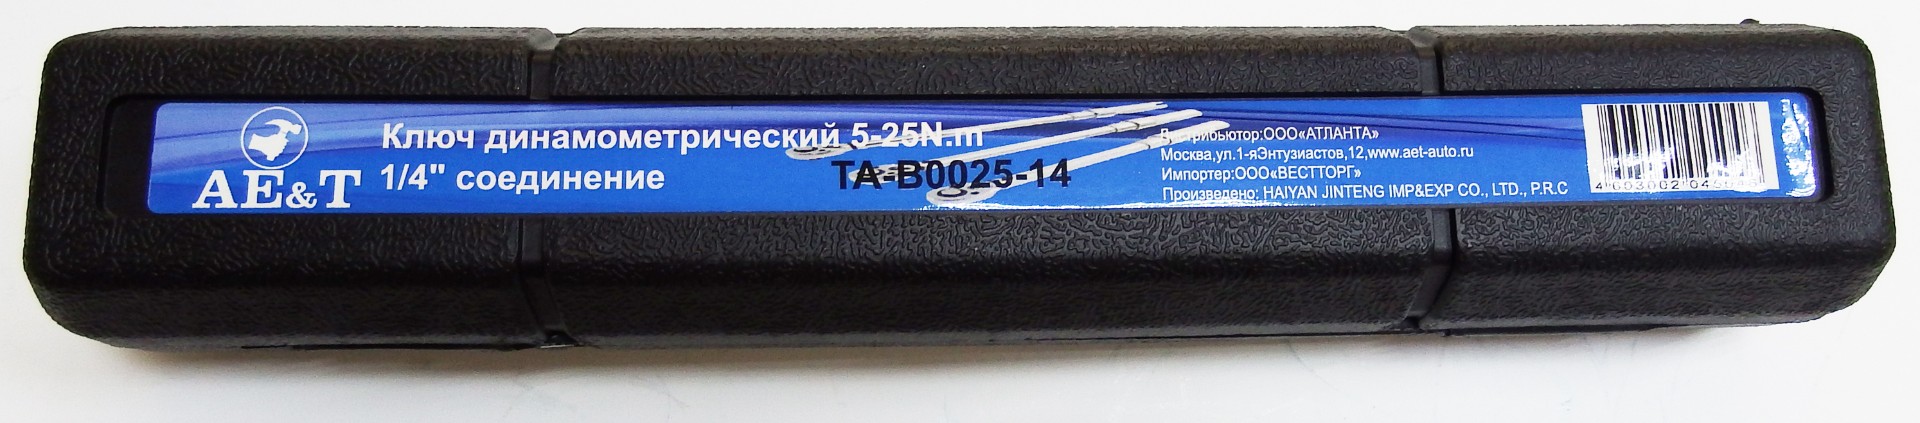 AE&T
Ключ динамометрический 5-25N.m
1/4" соединение
TA-B0025-14
Дистрибьютор:ООО«АТЛАНТА»
Москва,ул.1-яЭнтузиастов,12,www.aet-auto.ru
Импортер:ООО«ВЕСТТОРГ»
Произведено: HAIYAN JINTENG IMP&EXP CO., LTD., P.R.C